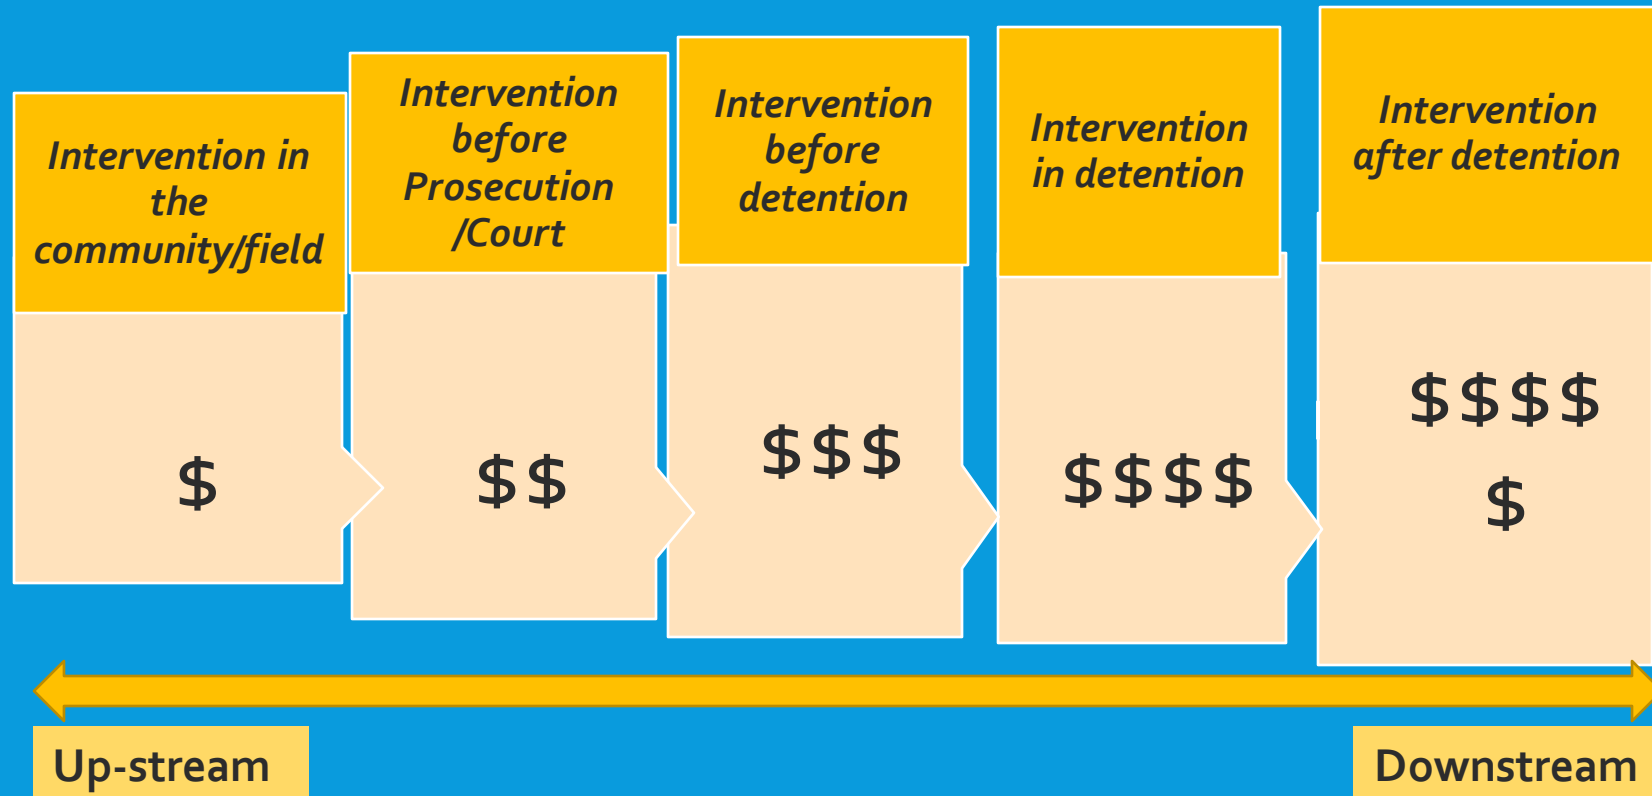 Intervention in
the
community/field
$
Intervention
before
Prosecution
/Court
$$
Intervention
before
detention
$$$
Intervention
in detention
$$$$
Intervention
after detention
$$$$
$
Up-stream
Downstream